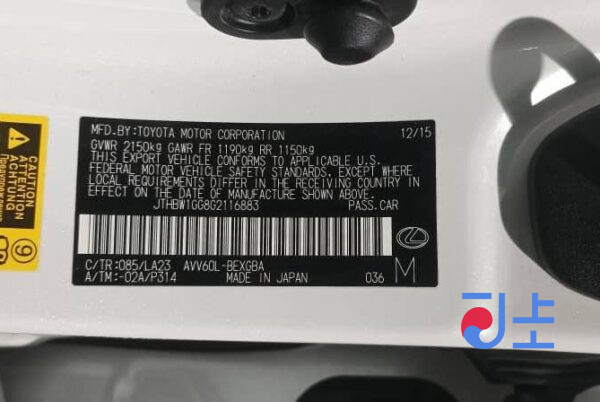 MFD.BY:TOYOTA MOTOR CORPORATION 12/15
GVWR 2150kg GAWR FR 1190kg RR 1150kg
THIS EXPORT VEHICLE CONFORMS TO APPLICABLE U.S.
FEDERAL MOTOR VEHICLE SAFETY STANDARDS, EXCEPT WHERE
LOCAL REQUIREMENTS DIFFER IN THE RECEIVING COUNTRY IN
EFFECT ON THE DATE OF MANUFACTURE SHOWN ABOVE.
JTHBW1GG8G2116883 PASS.CAR
C/TR:085/LA23 AVV60L-BEXGBA
A/TM:-02A/P314 MADE IN JAPAN 036 M
CAUTION
ATTENTION
ACHTUNG
9